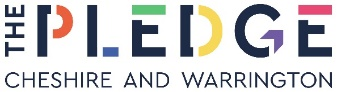 THE PLEDGE
CHESHIRE AND WARRINGTON